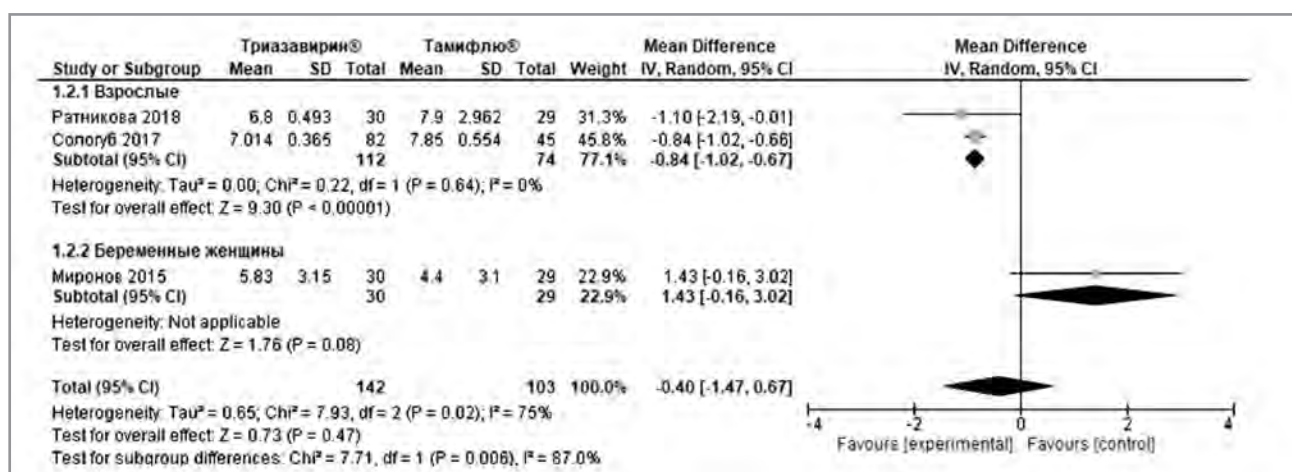 Триазавирин® Тамифлю® Mean Difference Mean Difference
Study or Subgroup Mean SD Total Mean SD Total Weight IV, Random, 95% CI IV, Random, 95% CI
1.2.1 Взрослые
Ратникова 2018 6.8 0.493 30 7.9 2.962 29 31.3% -1.10 [-2.19, -0.01]
Сологуб 2017 7.014 0.365 82 7.85 0.554 45 45.8% -0.84 [-1.02, -0.66]
Subtotal (95% CI) 112 74 77.1% -0.84 [-1.02, -0.67]
Heterogeneity: Tau² = 0.00; Chi² = 0.22, df = 1 (P = 0.64); I² = 0%
Test for overall effect: Z = 9.30 (P < 0.00001)
1.2.2 Беременные женщины
Миронов 2015 5.83 3.15 30 4.4 3.1 29 22.9% 1.43 [-0.16, 3.02]
Subtotal (95% CI) 30 29 22.9% 1.43 [-0.16, 3.02]
Heterogeneity: Not applicable
Test for overall effect: Z = 1.76 (P = 0.08)
Total (95% CI) 142 103 100.0% -0.40 [-1.47, 0.67]
Heterogeneity: Tau² = 0.65; Chi² = 7.93, df = 2 (P = 0.02); I² = 75%
Test for overall effect: Z = 0.73 (P = 0.47)
Test for subgroup differences: Chi² = 7.71, df = 1 (P = 0.006), I² = 87.0%
-4 -2 0 2 4
Favours [experimental] Favours [control]